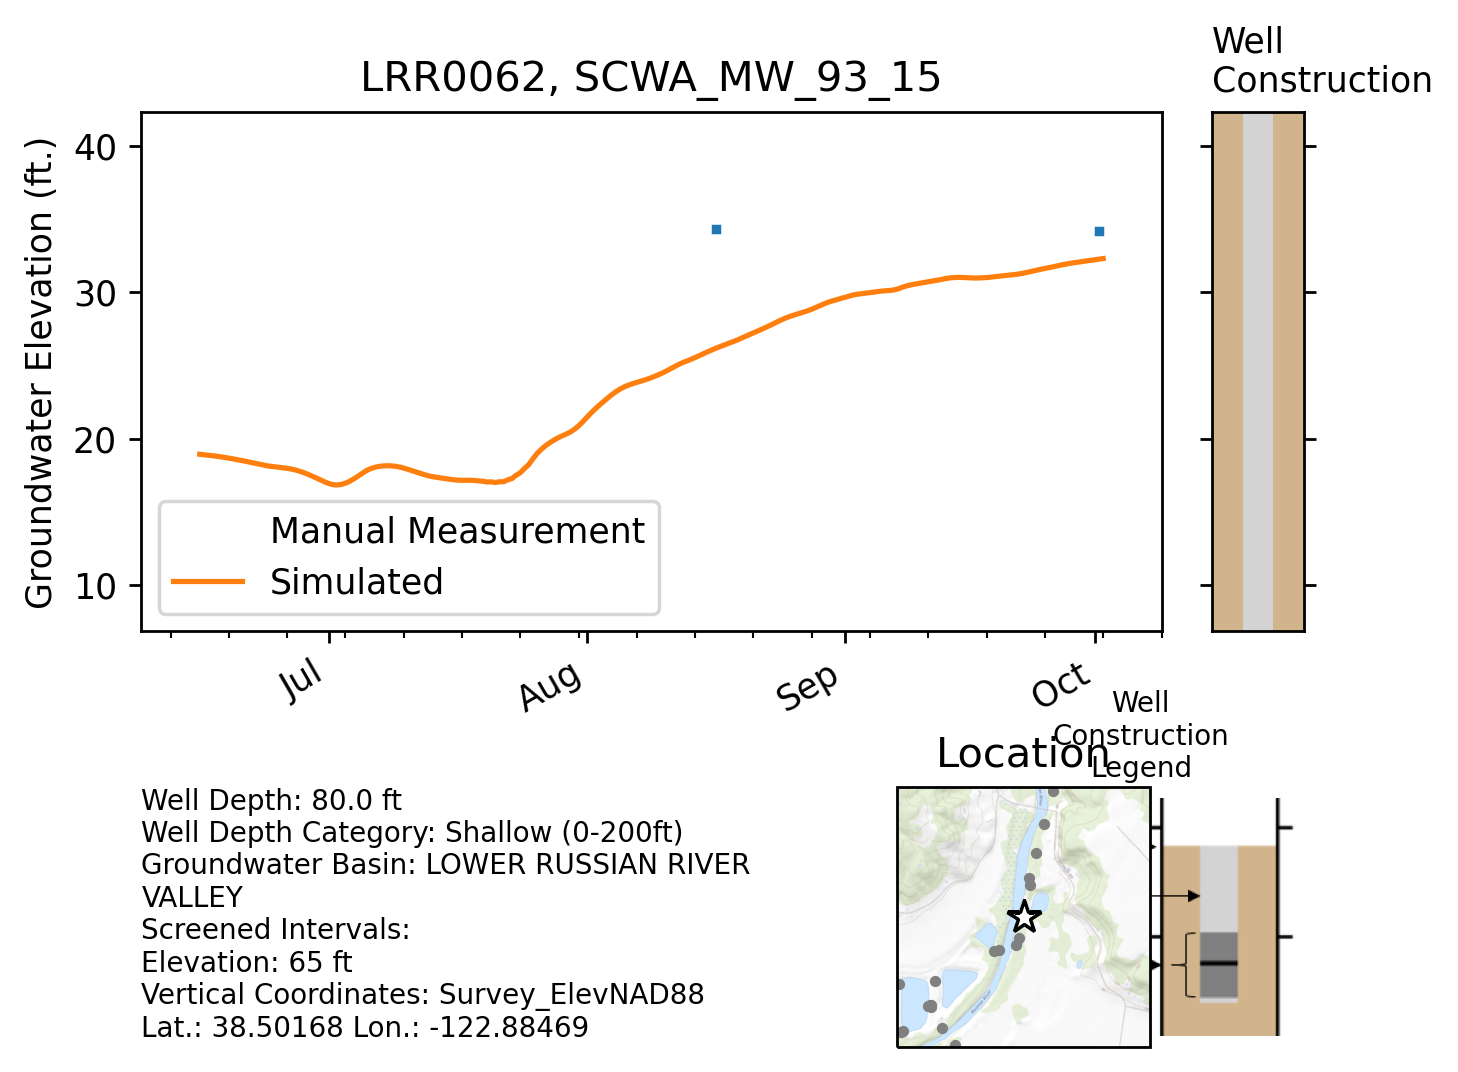 Well
Construction
LRR0062, SCWA_MW_93_15
Groundwater Elevation (ft.)
40
30
20
10
Manual Measurement
Simulated
Jul
Aug
Sep
Oct
Well
Construction
Legend
Location
Well Depth: 80.0 ft
Well Depth Category: Shallow (0-200ft)
Groundwater Basin: LOWER RUSSIAN RIVER
VALLEY
Screened Intervals:
Elevation: 65 ft
Vertical Coordinates: Survey_ElevNAD88
Lat.: 38.50168 Lon.: -122.88469